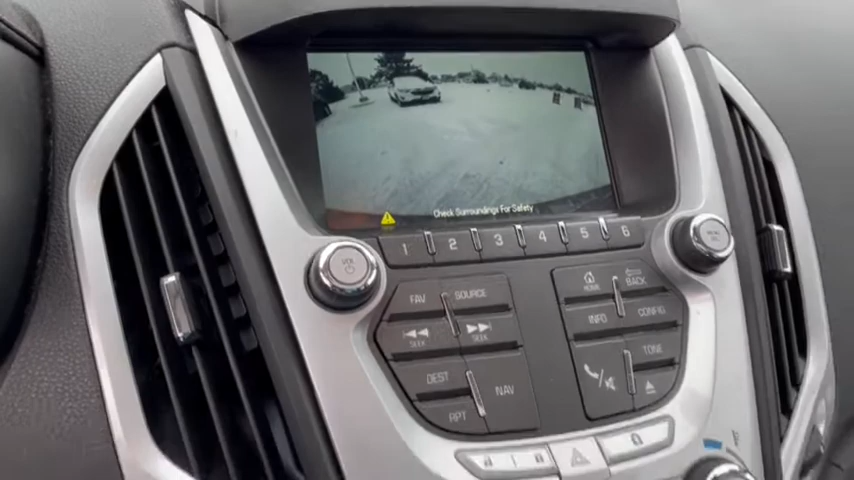 Check Surroundings For Safety
1 2 3 4 5 6
VOL
FAV SOURCE
HOME BACK
SEEK SEEK
INFO CONFIG
DEST NAV
TONE
RPT